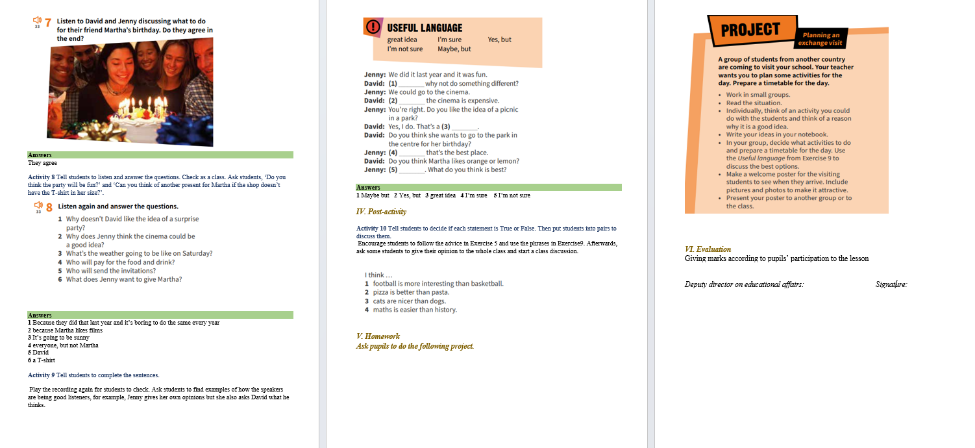 7 Listen to David and Jenny discussing what to do
for their friend Martha's birthday. Do they agree in
the end?
33
Answers
They agree
Activity 8 Tell students to listen and answer the questions. Check as a class. Ask students, 'Do you
think the party will be fun?' and 'Can you think of another present for Martha if the shop doesn't
have the T-shirt in her size?'.
8 Listen again and answer the questions.
33
1 Why doesn't David like the idea of a surprise
party?
2 Why does Jenny think the cinema could be
a good idea?
3 What's the weather going to be like on Saturday?
4 Who will pay for the food and drink?
5 Who will send the invitations?
6 What does Jenny want to give Martha?
Answers
1 Because they did that last year and it's boring to do the same every year
2 because Martha likes films
3 It's going to be sunny
4 everyone, but not Martha
5 David
6 a T-shirt
Activity 9 Tell students to complete the sentences.
Play the recording again for students to check. Ask students to find examples of how the speakers
are being good listeners, for example, Jenny gives her own opinions but she also asks David what he
thinks.
USEFUL LANGUAGE
great idea I'm sure Yes, but
I'm not sure Maybe, but
Jenny: We did it last year and it was fun.
David: (1) ______ why not do something different?
Jenny: We could go to the cinema.
David: (2) ______ the cinema is expensive.
Jenny: You're right. Do you like the idea of a picnic
in a park?
David: Yes, I do. That's a (3) ______.
David: Do you think she wants to go to the park in
the centre for her birthday?
Jenny: (4) ______ that's the best place.
David: Do you think Martha likes orange or lemon?
Jenny: (5) ______. What do you think is best?
Answers
1 Maybe but 2 Yes, but 3 great idea 4 I'm sure 5 I'm not sure
IV. Post-activity
Activity 10 Tell students to decide if each statement is True or False. Then put students into pairs to
discuss them.
Encourage students to follow the advice in Exercise 5 and use the phrases in Exercise9. Afterwards,
ask some students to give their opinion to the whole class and start a class discussion.
I think ...
1 football is more interesting than basketball.
2 pizza is better than pasta.
3 cats are nicer than dogs.
4 maths is easier than history.
V. Homework
Ask pupils to do the following project.
PROJECT
Planning an
exchange visit
A group of students from another country
are coming to visit your school. Your teacher
wants you to plan some activities for the
day. Prepare a timetable for the day.
• Work in small groups.
• Read the situation.
• Individually, think of an activity you could
do with the students and think of a reason
why it is a good idea.
• Write your ideas in your notebook.
• In your group, decide what activities to do
and prepare a timetable for the day. Use
the Useful language from Exercise 9 to
discuss the best options.
• Make a welcome poster for the visiting
students to see when they arrive. Include
pictures and photos to make it attractive.
• Present your poster to another group or to
the class.
VI. Evaluation
Giving marks according to pupils' participation to the lesson
Deputy director on educational affairs: Signature: